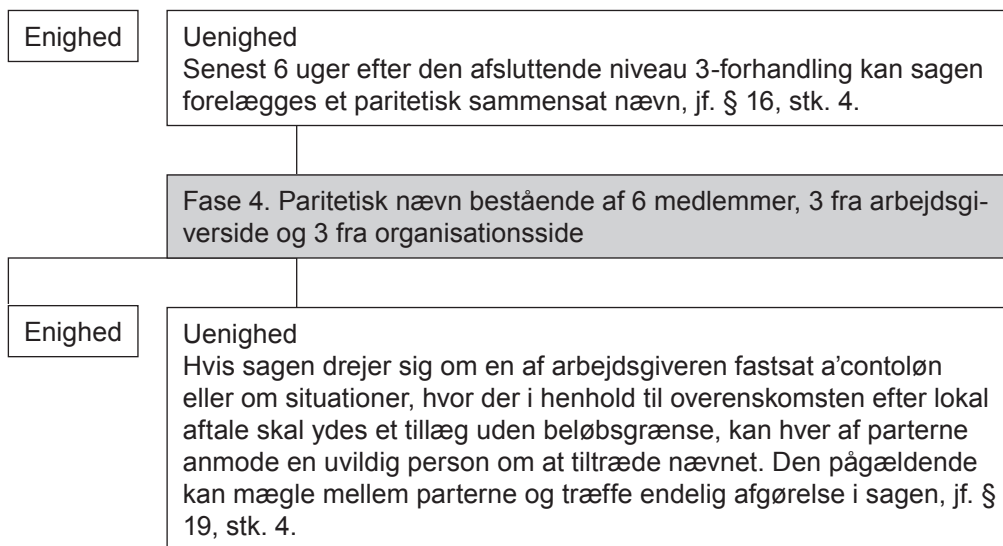 Enighed
Uenighed
Senest 6 uger efter den afsluttende niveau 3-forhandling kan sagen
forelægges et paritetisk sammensat nævn, jf. § 16, stk. 4.
Fase 4. Paritetisk nævn bestående af 6 medlemmer, 3 fra arbejdsgi-
verside og 3 fra organisationsside
Enighed
Uenighed
Hvis sagen drejer sig om en af arbejdsgiveren fastsat a’contoløn
eller om situationer, hvor der i henhold til overenskomsten efter lokal
aftale skal ydes et tillæg uden beløbsgrænse, kan hver af parterne
anmode en uvildig person om at tiltræde nævnet. Den pågældende
kan mægle mellem parterne og træffe endelig afgørelse i sagen, jf. §
19, stk. 4.